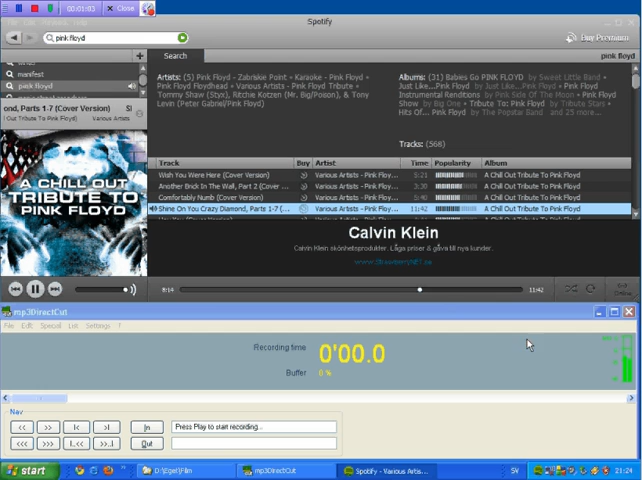 00:01:03 Close
Spotify
File Edit Playback Help
pink floyd
Buy Premium
Search
pink floyd
manifest
pack floyd
ond, Parts 1-7 (Cover Version)
Various Artists
A CHILL OUT
TRIBUTE TO
PINK FLOYD
Artists: (5) Pink Floyd - Zabriskie Point • Karaoke - Pink Floyd •
Pink Floyd Floydhead • Various Artists - Pink Floyd Tribute •
Tommy Shaw (Styx), Ritchie Kotzen (Mr. Big/Poison), & Tony
Levin (Peter Gabriel/Pink Floyd)
Albums: (31) Babies Go PINK FLOYD by Sweet Little Band •
Just Like...Pink Floyd by Just Like...Pink Floyd •
Instrumental Renditions by Pink Side Of The Moon • Pink Floyd
Show by Big One • Tribute To: Pink Floyd by Tribute Stars •
Hits Of... Pink Floyd by The Popstar Band and 25 more...
Tracks: (568)
Track Buy Artist Time Popularity Album
Wish You Were Here (Cover Version) Various Artists - Pink Floy... 5:21 A Chill Out Tribute To Pink Floyd
Another Brick In The Wall, Part 2 (Cover ... Various Artists - Pink Floy... 3:20 A Chill Out Tribute To Pink Floyd
Comfortably Numb (Cover Version) Various Artists - Pink Floy... 5:40 A Chill Out Tribute To Pink Floyd
Shine On You Crazy Diamond, Parts 1-7 (... Various Artists - Pink Floy... 11:42 A Chill Out Tribute To Pink Floyd
Calvin Klein
Calvin Klein skönhetsprodukter. Låga priser & gåva till nya kunder.
8:14 11:42
Online
mp3DirectCut
File Edit Special List Settings ?
Recording time 0'00.0
Buffer 0 %
Nav
<< >> |< >| In Press Play to start recording...
<<< >>> |..<< >>..| Out
start D:\Egel\Film mp3DirectCut Spotify - Various Artis... SV 21:24